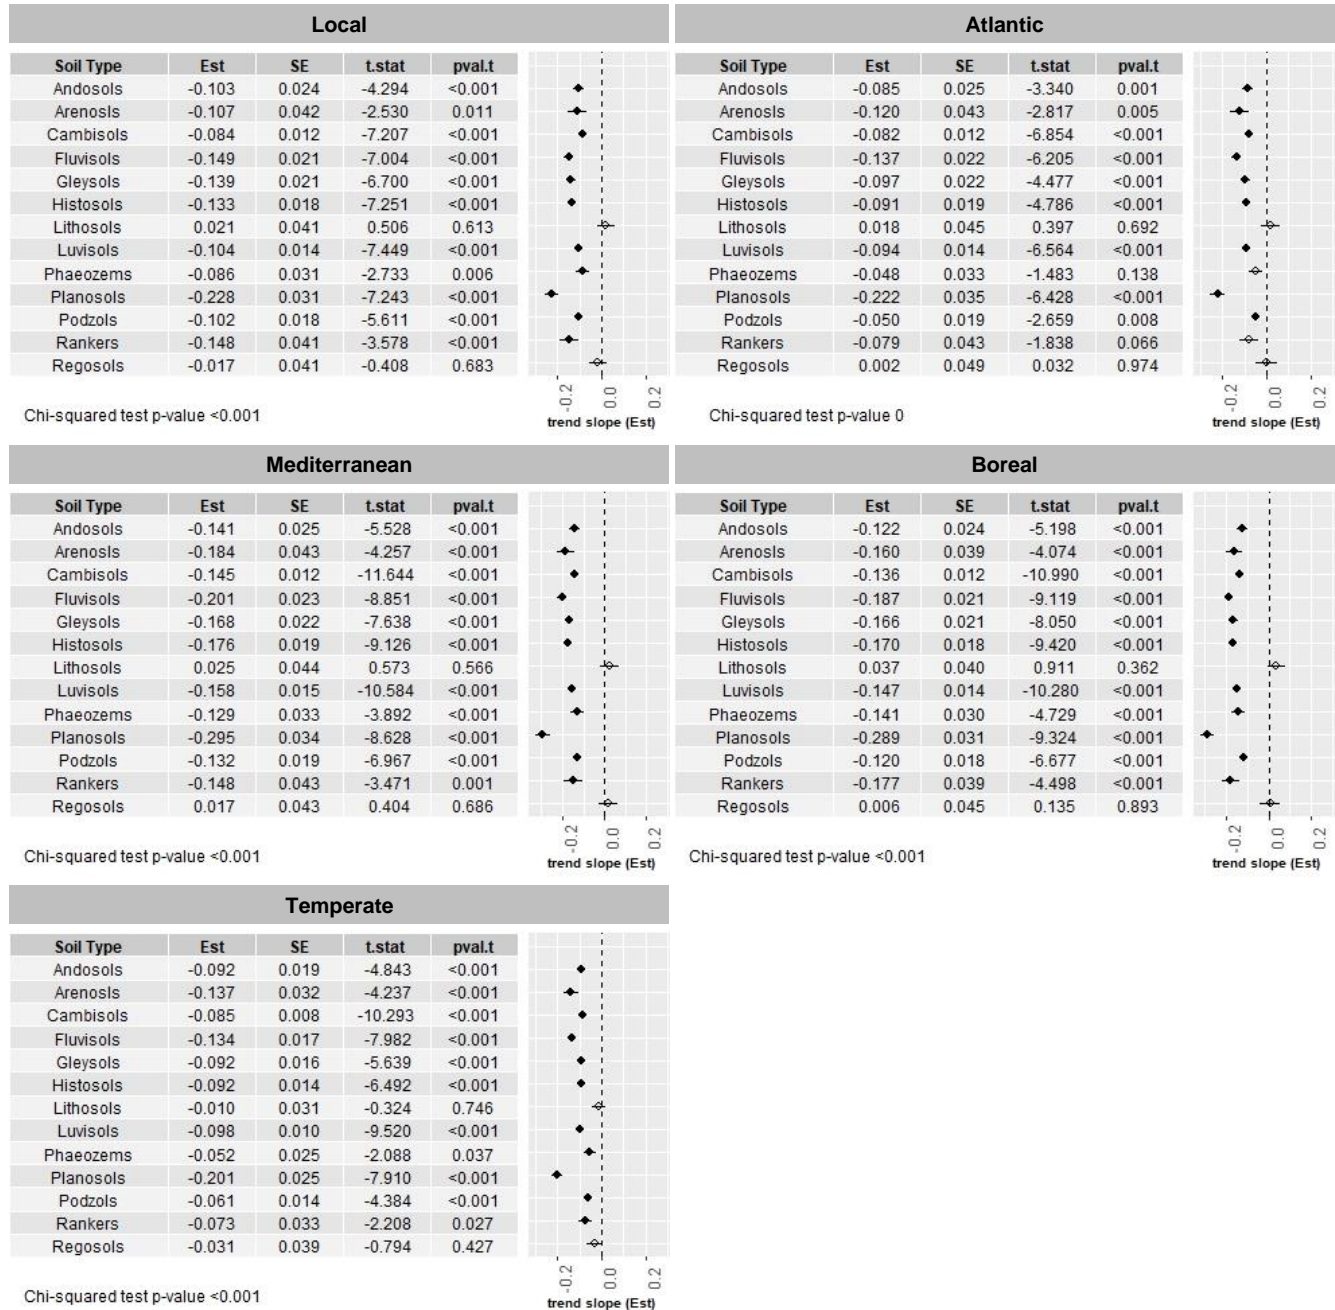 Local
Soil Type Est SE t.stat pval.t
Andosols -0.103 0.024 -4.294 <0.001
Arenosls -0.107 0.042 -2.530 0.011
Cambisols -0.084 0.012 -7.207 <0.001
Fluvisols -0.149 0.021 -7.004 <0.001
Gleysols -0.139 0.021 -6.700 <0.001
Histosols -0.133 0.018 -7.251 <0.001
Lithosols 0.021 0.041 0.506 0.613
Luvisols -0.104 0.014 -7.449 <0.001
Phaeozems -0.086 0.031 -2.733 0.006
Planosols -0.228 0.031 -7.243 <0.001
Podzols -0.102 0.018 -5.611 <0.001
Rankers -0.148 0.041 -3.578 <0.001
Regosols -0.017 0.041 -0.408 0.683
-0.2 0.0 0.2
Chi-squared test p-value <0.001
trend slope (Est)
Atlantic
Soil Type Est SE t.stat pval.t
Andosols -0.085 0.025 -3.340 0.001
Arenosls -0.120 0.043 -2.817 0.005
Cambisols -0.082 0.012 -6.854 <0.001
Fluvisols -0.137 0.022 -6.205 <0.001
Gleysols -0.097 0.022 -4.477 <0.001
Histosols -0.091 0.019 -4.786 <0.001
Lithosols 0.018 0.045 0.397 0.692
Luvisols -0.094 0.014 -6.564 <0.001
Phaeozems -0.048 0.033 -1.483 0.138
Planosols -0.222 0.035 -6.428 <0.001
Podzols -0.050 0.019 -2.659 0.008
Rankers -0.079 0.043 -1.838 0.066
Regosols 0.002 0.049 0.032 0.974
-0.2 0.0 0.2
Chi-squared test p-value 0
trend slope (Est)
Mediterranean
Soil Type Est SE t.stat pval.t
Andosols -0.141 0.025 -5.528 <0.001
Arenosls -0.184 0.043 -4.257 <0.001
Cambisols -0.145 0.012 -11.644 <0.001
Fluvisols -0.201 0.023 -8.851 <0.001
Gleysols -0.168 0.022 -7.638 <0.001
Histosols -0.176 0.019 -9.126 <0.001
Lithosols 0.025 0.044 0.573 0.566
Luvisols -0.158 0.015 -10.584 <0.001
Phaeozems -0.129 0.033 -3.892 <0.001
Planosols -0.295 0.034 -8.628 <0.001
Podzols -0.132 0.019 -6.967 <0.001
Rankers -0.148 0.043 -3.471 0.001
Regosols 0.017 0.043 0.404 0.686
-0.2 0.0 0.2
Chi-squared test p-value <0.001
trend slope (Est)
Boreal
Soil Type Est SE t.stat pval.t
Andosols -0.122 0.024 -5.198 <0.001
Arenosls -0.160 0.039 -4.074 <0.001
Cambisols -0.136 0.012 -10.990 <0.001
Fluvisols -0.187 0.021 -9.119 <0.001
Gleysols -0.166 0.021 -8.050 <0.001
Histosols -0.170 0.018 -9.420 <0.001
Lithosols 0.037 0.040 0.911 0.362
Luvisols -0.147 0.014 -10.280 <0.001
Phaeozems -0.141 0.030 -4.729 <0.001
Planosols -0.289 0.031 -9.324 <0.001
Podzols -0.120 0.018 -6.677 <0.001
Rankers -0.177 0.039 -4.498 <0.001
Regosols 0.006 0.045 0.135 0.893
-0.2 0.0 0.2
Chi-squared test p-value <0.001
trend slope (Est)
Temperate
Soil Type Est SE t.stat pval.t
Andosols -0.092 0.019 -4.843 <0.001
Arenosls -0.137 0.032 -4.237 <0.001
Cambisols -0.085 0.008 -10.293 <0.001
Fluvisols -0.134 0.017 -7.982 <0.001
Gleysols -0.092 0.016 -5.639 <0.001
Histosols -0.092 0.014 -6.492 <0.001
Lithosols -0.010 0.031 -0.324 0.746
Luvisols -0.098 0.010 -9.520 <0.001
Phaeozems -0.052 0.025 -2.088 0.037
Planosols -0.201 0.025 -7.910 <0.001
Podzols -0.061 0.014 -4.384 <0.001
Rankers -0.073 0.033 -2.208 0.027
Regosols -0.031 0.039 -0.794 0.427
-0.2 0.0 0.2
Chi-squared test p-value <0.001
trend slope (Est)